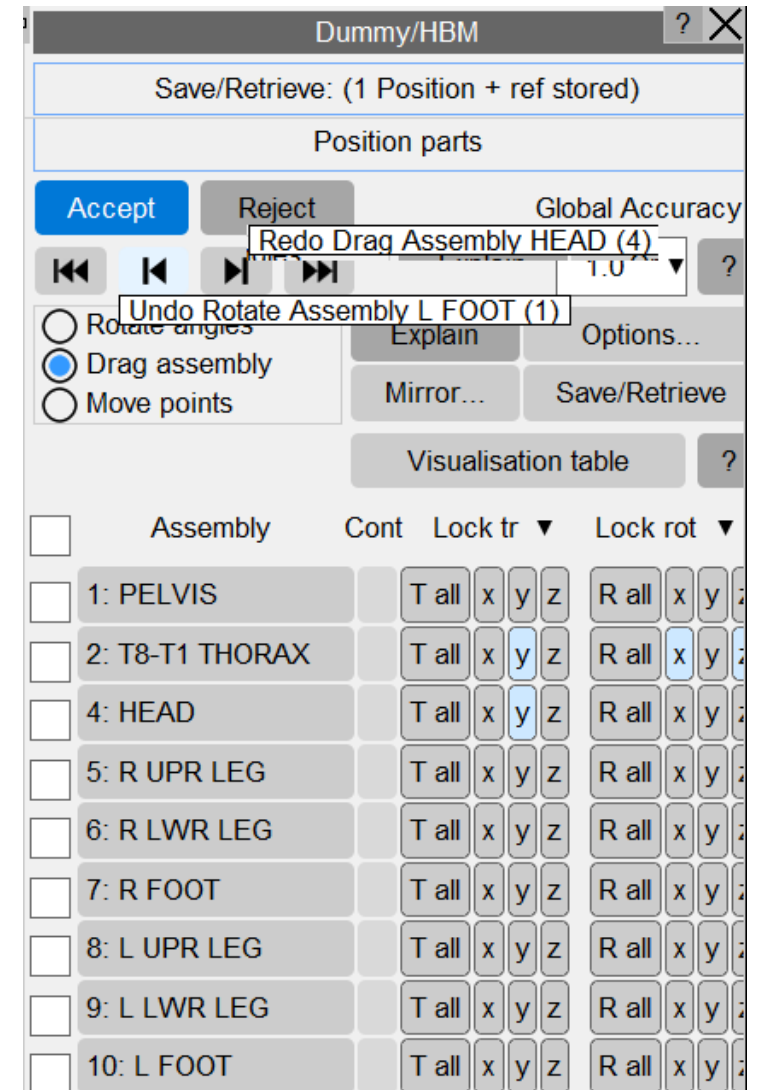 Dummy/HBM ? X
Save/Retrieve: (1 Position + ref stored)
Position parts
Accept Reject Global Accuracy
Redo Drag Assembly HEAD (4)
1.0 ▼ ?
Undo Rotate Assembly L FOOT (1)
Rotate angles Explain Options...
Drag assembly
Move points Mirror... Save/Retrieve
Visualisation table ?
Assembly Cont Lock tr ▼ Lock rot ▼
1: PELVIS T all x y z R all x y z
2: T8-T1 THORAX T all x y z R all x y z
4: HEAD T all x y z R all x y z
5: R UPR LEG T all x y z R all x y z
6: R LWR LEG T all x y z R all x y z
7: R FOOT T all x y z R all x y z
8: L UPR LEG T all x y z R all x y z
9: L LWR LEG T all x y z R all x y z
10: L FOOT T all x y z R all x y z